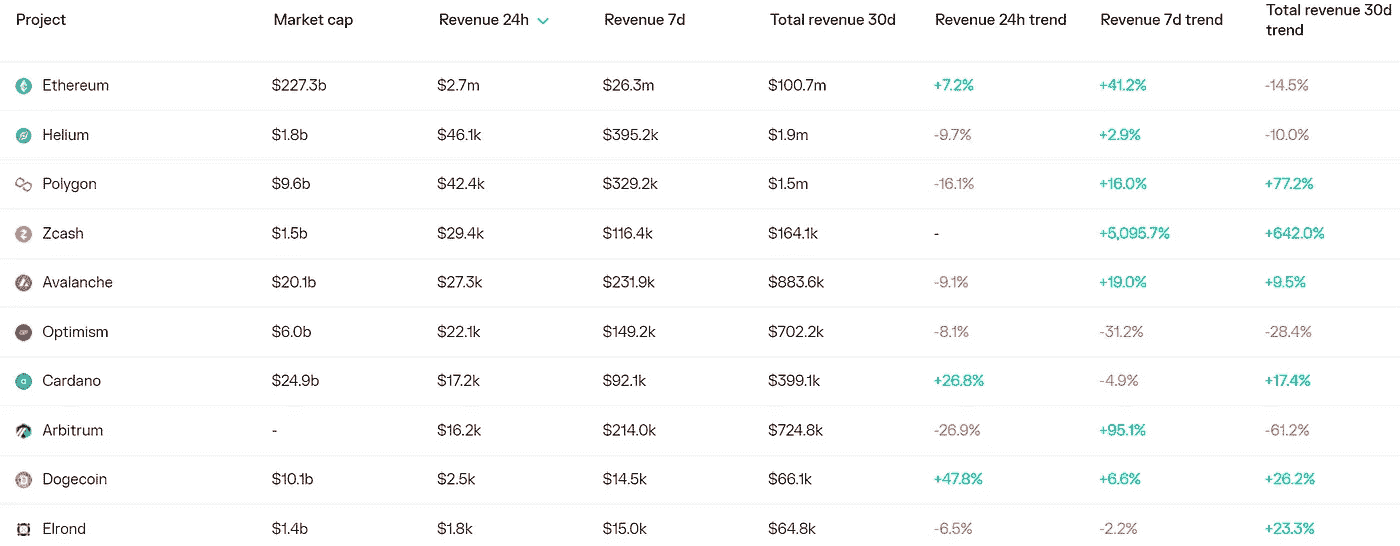 Project Market cap Revenue 24h Revenue 7d Total revenue 30d Revenue 24h trend Revenue 7d trend Total revenue 30d trend
Ethereum $227.3b $2.7m $26.3m $100.7m +7.2% +41.2% -14.5%
Helium $1.8b $46.1k $395.2k $1.9m -9.7% +2.9% -10.0%
Polygon $9.6b $42.4k $329.2k $1.5m -16.1% +16.0% +77.2%
Zcash $1.5b $29.4k $116.4k $164.1k - +5,095.7% +642.0%
Avalanche $20.1b $27.3k $231.9k $883.6k -9.1% +19.0% +9.5%
Optimism $6.0b $22.1k $149.2k $702.2k -8.1% -31.2% -28.4%
Cardano $24.9b $17.2k $92.1k $399.1k +26.8% -4.9% +17.4%
Arbitrum - $16.2k $214.0k $724.8k -26.9% +95.1% -61.2%
Dogecoin $10.1b $2.5k $14.5k $66.1k +47.8% +6.6% +26.2%
Elrond $1.4b $1.8k $15.0k $64.8k -6.5% -2.2% +23.3%